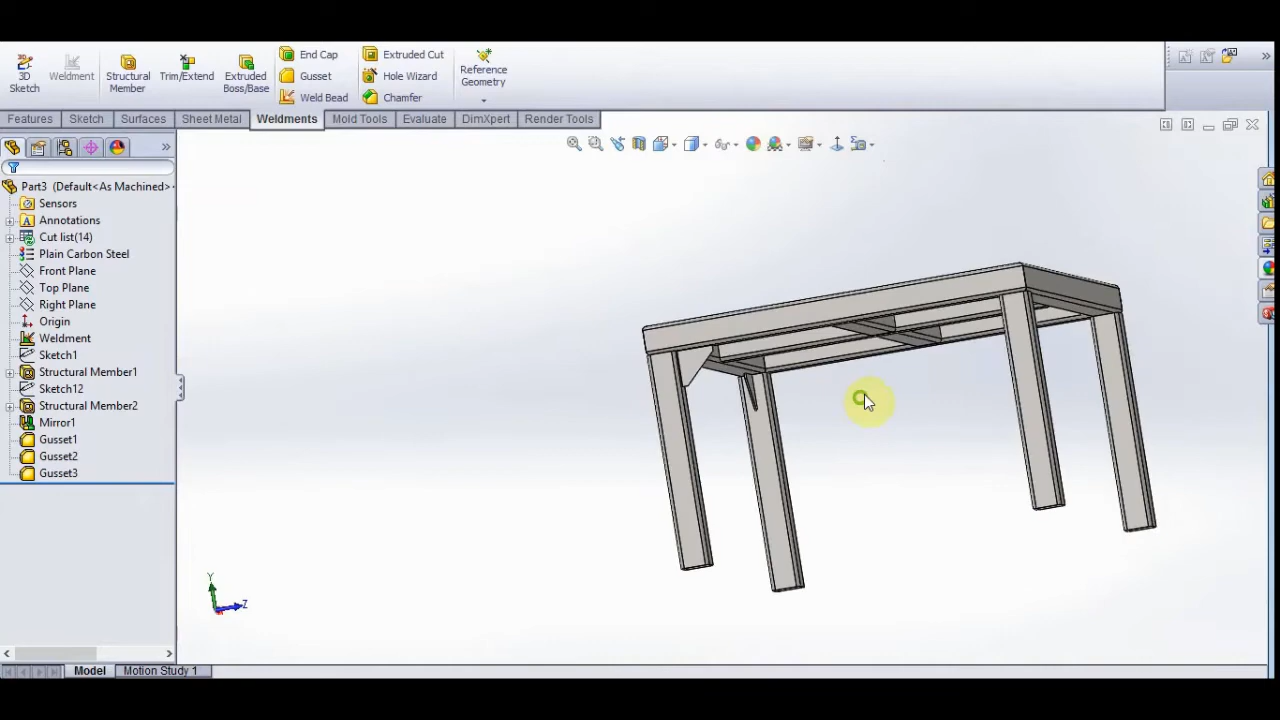 3D Sketch
Weldment
Structural Member
Trim/Extend
Extruded Boss/Base
End Cap
Gusset
Weld Bead
Extruded Cut
Hole Wizard
Chamfer
Reference Geometry
Features Sketch Surfaces Sheet Metal Weldments Mold Tools Evaluate DimXpert Render Tools
Part3 (Default<As Machined>
Sensors
Annotations
Cut list(14)
Plain Carbon Steel
Front Plane
Top Plane
Right Plane
Origin
Weldment
Sketch1
Structural Member1
Sketch12
Structural Member2
Mirror1
Gusset1
Gusset2
Gusset3
Y
Z
Model Motion Study 1